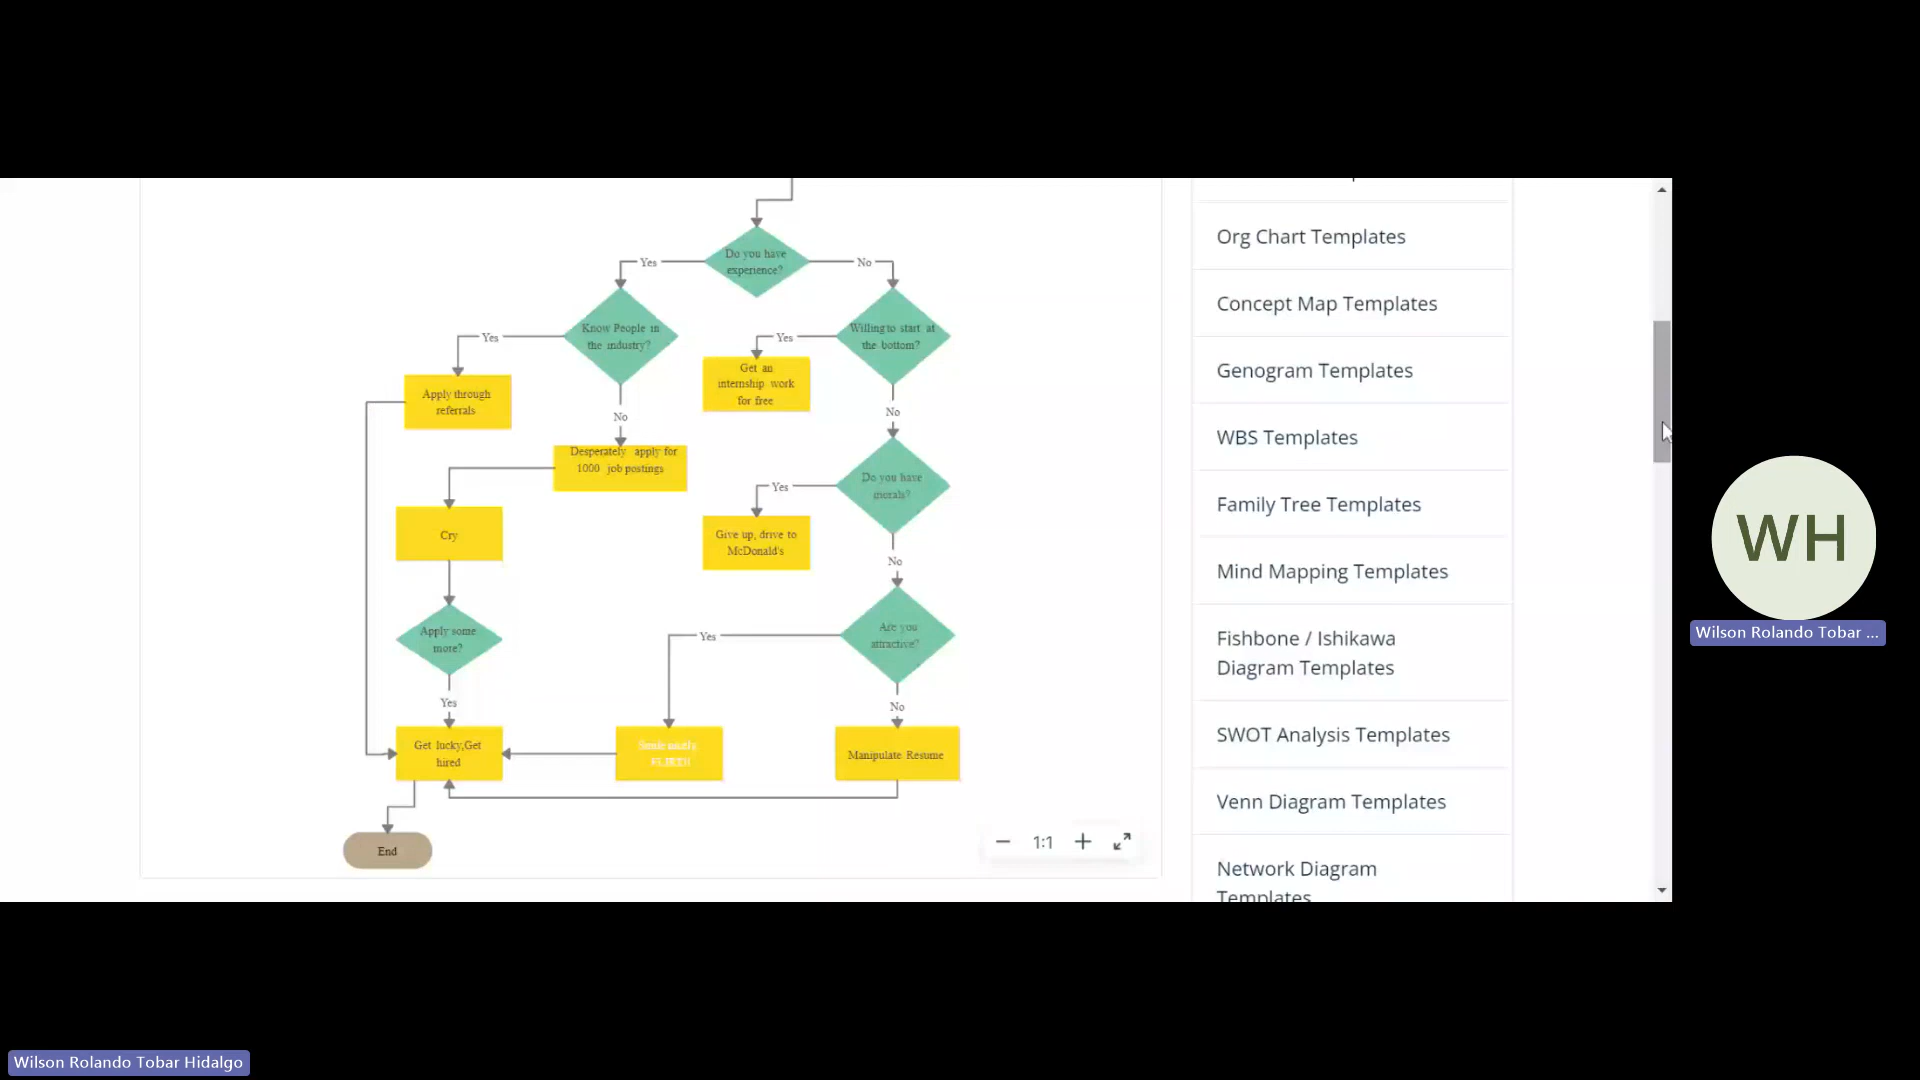 Do you have
experience?
Yes
No
Know People in
the industry?
Willing to start at
the bottom?
Yes
Yes
Get an
internship work
for free
Apply through
referrals
No
No
Desperately apply for
1000 job postings
Do you have
morals?
Yes
Cry
Give up, drive to
McDonald's
No
Apply some
more?
Are you
attractive?
Yes
Yes
No
Get lucky,Get
hired
Manipulate Resume
End
1:1
Org Chart Templates
Concept Map Templates
Genogram Templates
WBS Templates
Family Tree Templates
Mind Mapping Templates
Fishbone / Ishikawa
Diagram Templates
SWOT Analysis Templates
Venn Diagram Templates
Network Diagram
Templates
WH
Wilson Rolando Tobar ...
Wilson Rolando Tobar Hidalgo